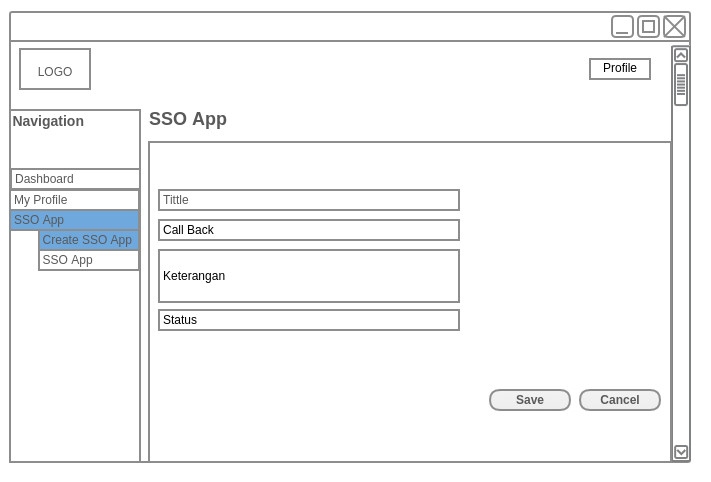 LOGO
Profile
Navigation
SSO App
Dashboard
My Profile
SSO App
Create SSO App
SSO App
Tittle
Call Back
Keterangan
Status
Save
Cancel